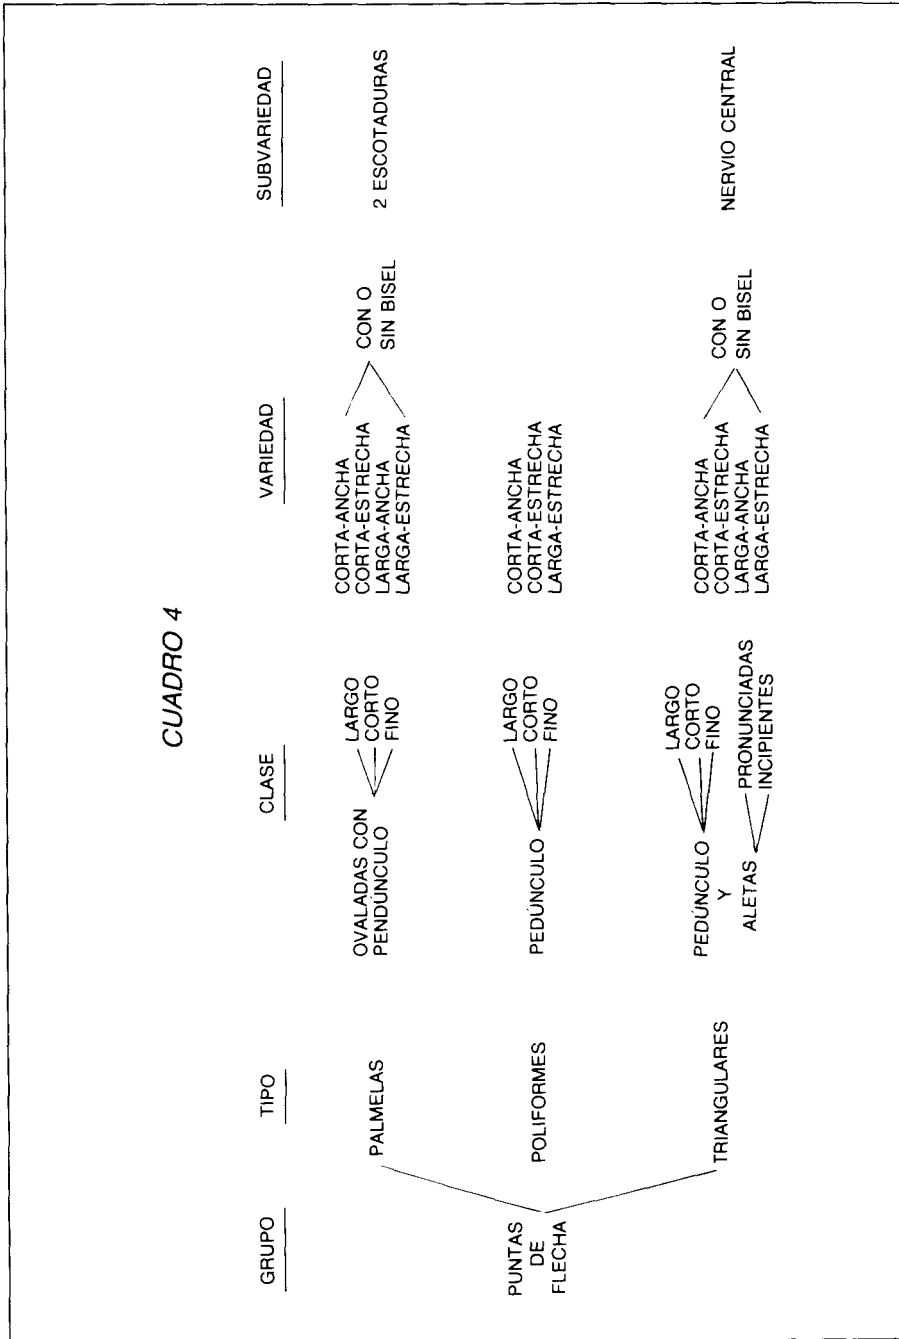 CUADRO 4
GRUPO
TIPO
CLASE
VARIEDAD
SUBVARIEDAD
PUNTAS
DE
FLECHA
PALMELAS
OVALADAS CON
PENDÚNCULO
LARGO
CORTO
FINO
CORTA-ANCHA
CORTA-ESTRECHA
LARGA-ANCHA
LARGA-ESTRECHA
CON O
SIN BISEL
2 ESCOTADURAS
POLIFORMES
PEDÚNCULO
LARGO
CORTO
FINO
CORTA-ANCHA
CORTA-ESTRECHA
LARGA-ESTRECHA
TRIANGULARES
PEDÚNCULO
Y
ALETAS
LARGO
CORTO
FINO
PRONUNCIADAS
INCIPIENTES
CORTA-ANCHA
CORTA-ESTRECHA
LARGA-ANCHA
LARGA-ESTRECHA
CON O
SIN BISEL
NERVIO CENTRAL